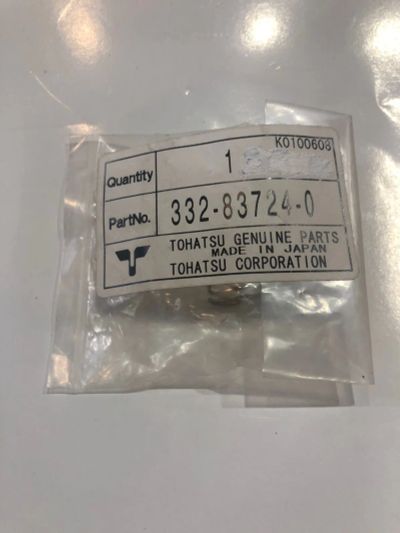 K0100608
Quantity 1
PartNo. 332-83724-0
TOHATSU GENUINE PARTS
MADE IN JAPAN
TOHATSU CORPORATION